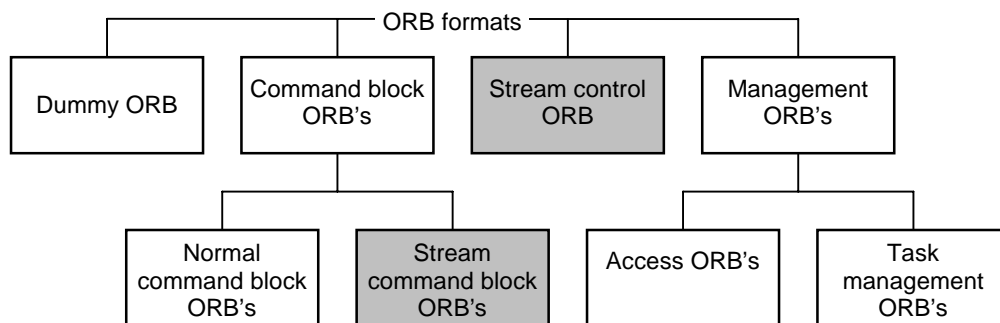 ORB formats
Dummy ORB
Command block
ORB's
Stream control
ORB
Management
ORB's
Normal
command block
ORB's
Stream
command block
ORB's
Access ORB's
Task
management
ORB's